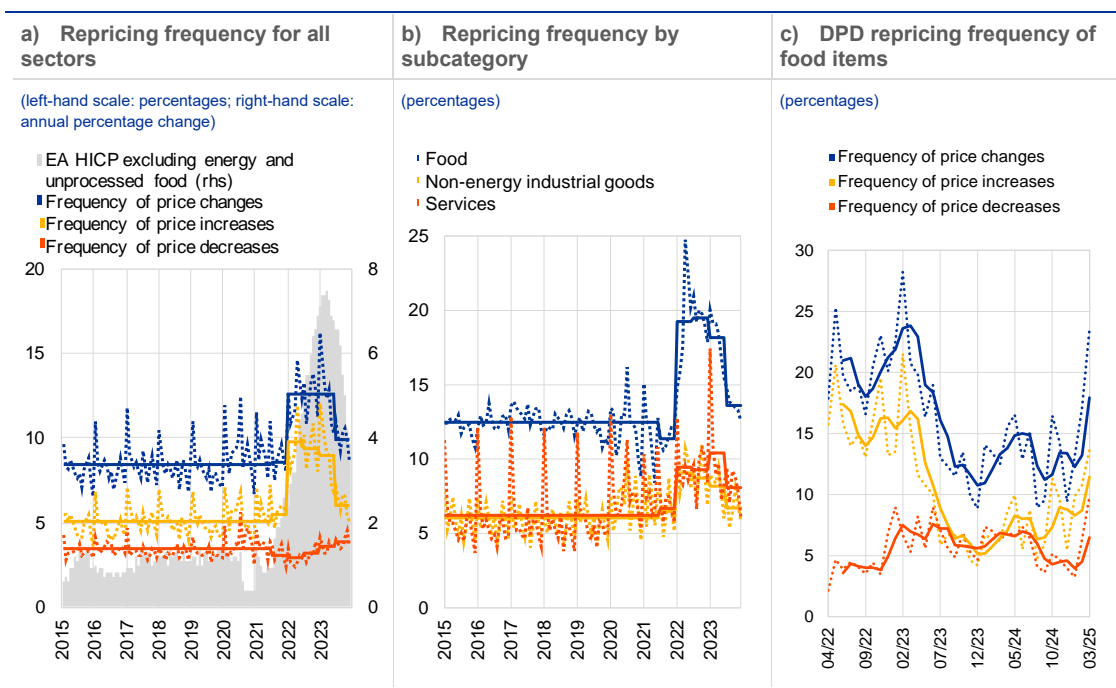 a) Repricing frequency for all
sectors
(left-hand scale: percentages; right-hand scale:
annual percentage change)
EA HICP excluding energy and
unprocessed food (rhs)
Frequency of price changes
Frequency of price increases
Frequency of price decreases
20
15
10
5
0
8
6
4
2
0
2015
2016
2017
2018
2019
2020
2021
2022
2023
b) Repricing frequency by
subcategory
(percentages)
Food
Non-energy industrial goods
Services
25
20
15
10
5
0
2015
2016
2017
2018
2019
2020
2021
2022
2023
c) DPD repricing frequency of
food items
(percentages)
Frequency of price changes
Frequency of price increases
Frequency of price decreases
30
25
20
15
10
5
0
04/22
09/22
02/23
07/23
12/23
05/24
10/24
03/25